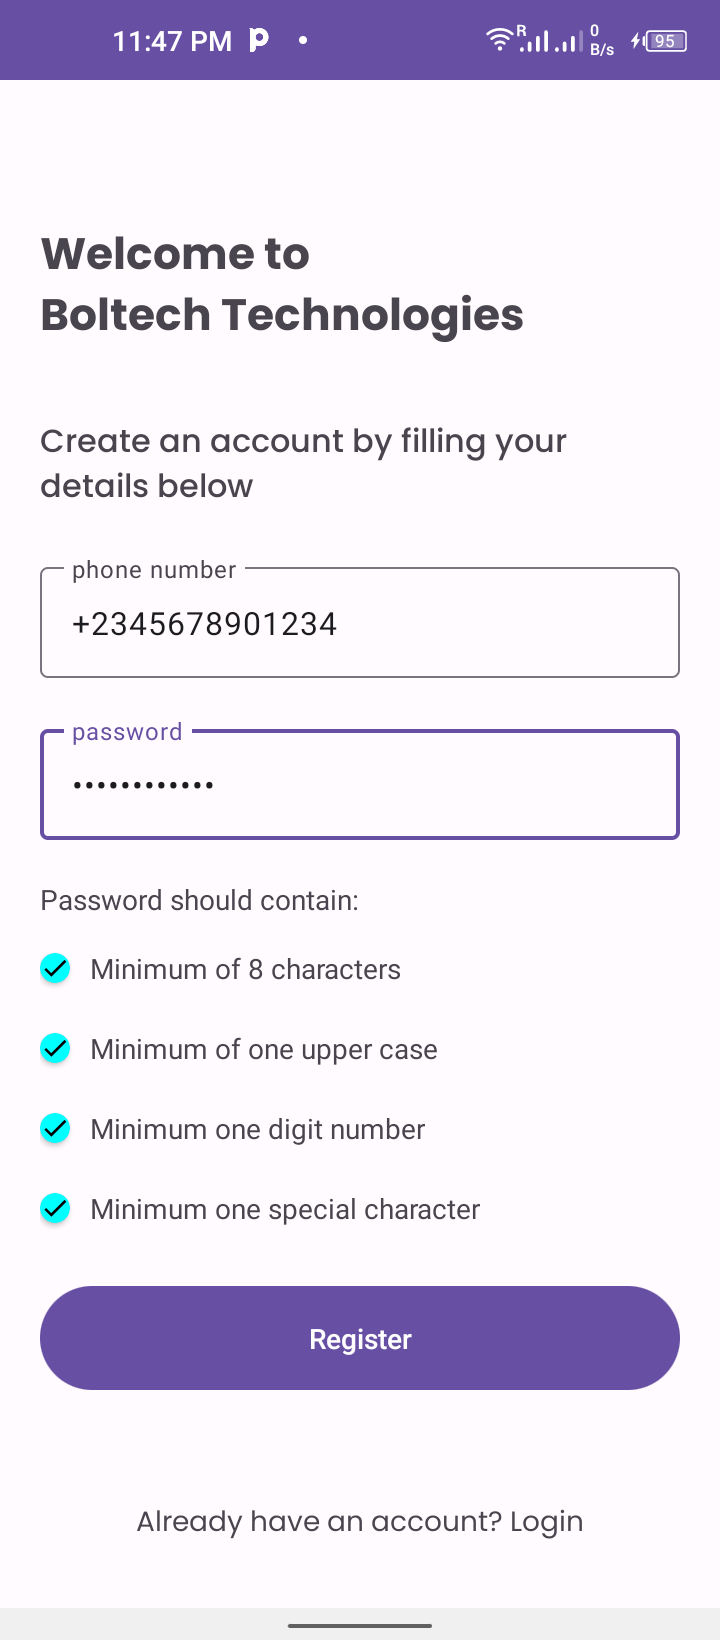 11:47 PM
R
0
B/s
95
Welcome to
Boltech Technologies
Create an account by filling your
details below
phone number
+2345678901234
password
••••••••••••
Password should contain:
Minimum of 8 characters
Minimum of one upper case
Minimum one digit number
Minimum one special character
Register
Already have an account? Login